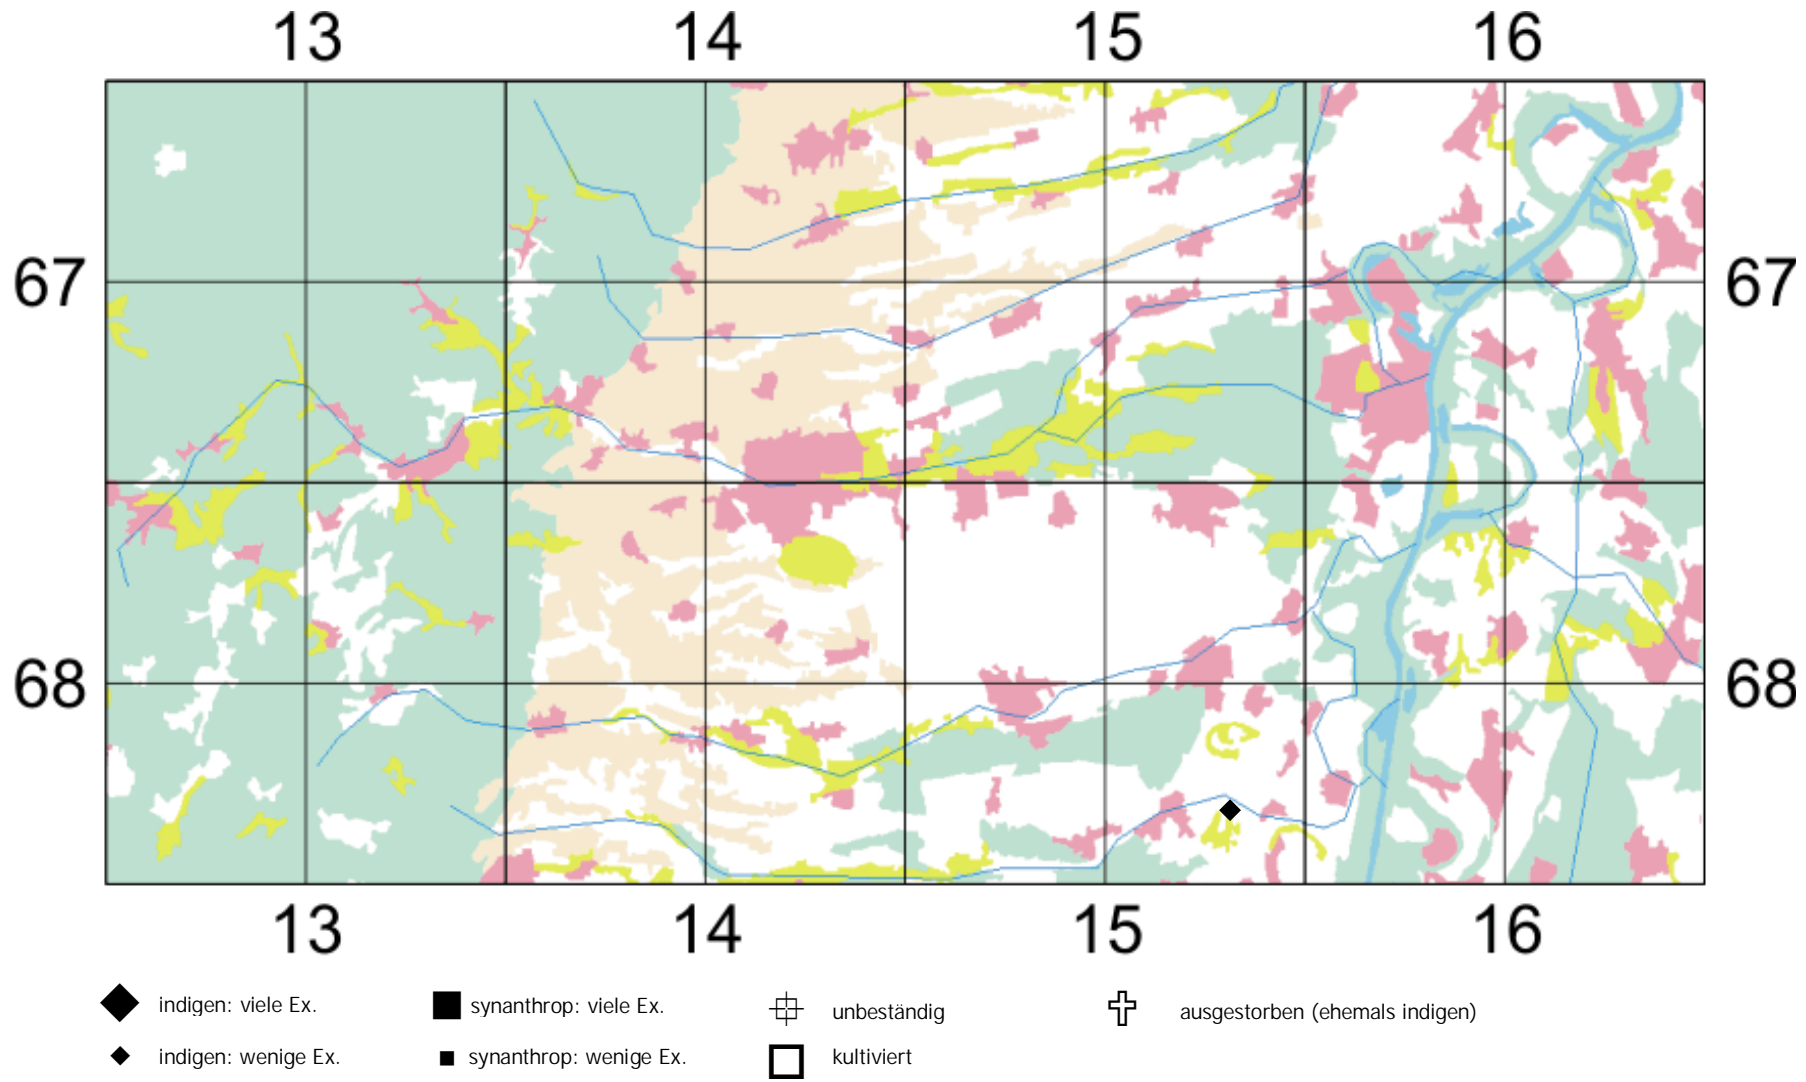 13 14 15 16
67 67
68 68
13 14 15 16
indigen: viele Ex. synanthrop: viele Ex. unbeständig ausgestorben (ehemals indigen)
indigen: wenige Ex. synanthrop: wenige Ex. kultiviert